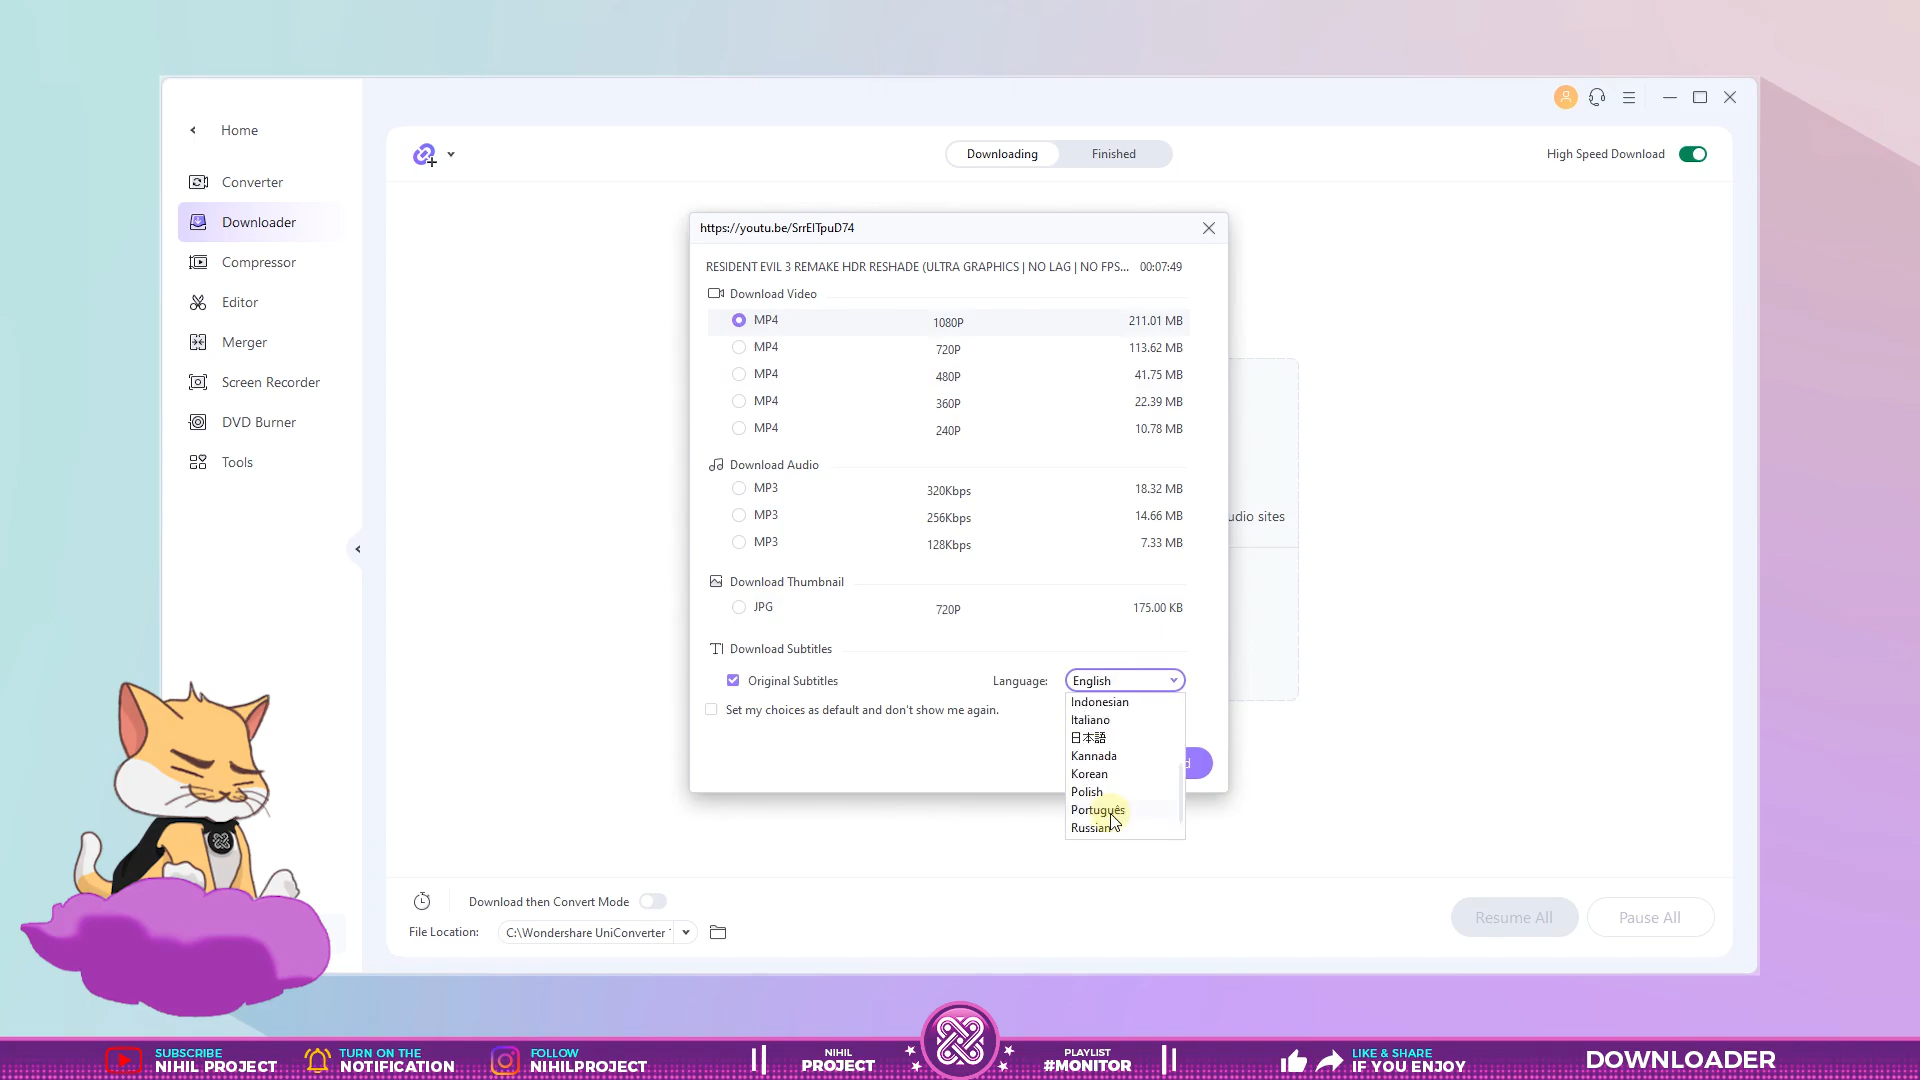 Home
Converter
Downloader
Compressor
Editor
Merger
Screen Recorder
DVD Burner
Tools
Downloading
Finished
High Speed Download
https://youtu.be/SrrElTpuD74
RESIDENT EVIL 3 REMAKE HDR RESHADE (ULTRA GRAPHICS | NO LAG | NO FPS... 00:07:49
Download Video
MP4 1080P 211.01 MB
MP4 720P 113.62 MB
MP4 480P 41.75 MB
MP4 360P 22.39 MB
MP4 240P 10.78 MB
Download Audio
MP3 320Kbps 18.32 MB
MP3 256Kbps 14.66 MB
MP3 128Kbps 7.33 MB
Download Thumbnail
JPG 720P 175.00 KB
Download Subtitles
Original Subtitles Language: English
Set my choices as default and don't show me again.
Indonesian
Italiano
日本語
Kannada
Korean
Polish
Português
Russian
sites
Download then Convert Mode
File Location: C:\Wondershare UniConverter
Resume All
Pause All
SUBSCRIBE
NIHIL PROJECT
TURN ON THE
NOTIFICATION
FOLLOW
NIHILPROJECT
NIHIL
PROJECT
PLAYLIST
#MONITOR
LIKE & SHARE
IF YOU ENJOY
DOWNLOADER